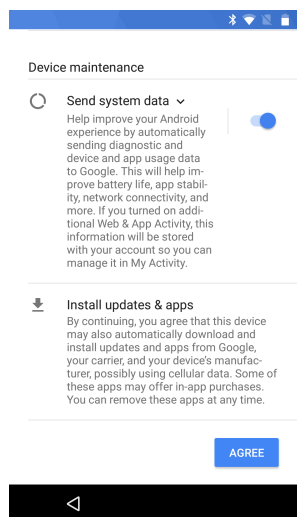 Device maintenance
Send system data
Help improve your Android
experience by automatically
sending diagnostic and
device and app usage data
to Google. This will help im-
prove battery life, app stabil-
ity, network connectivity, and
more. If you turned on addi-
tional Web & App Activity, this
information will be stored
with your account so you can
manage it in My Activity.
Install updates & apps
By continuing, you agree that this device
may also automatically download and
install updates and apps from Google,
your carrier, and your device's manufac-
turer, possibly using cellular data. Some of
these apps may offer in-app purchases.
You can remove these apps at any time.
AGREE